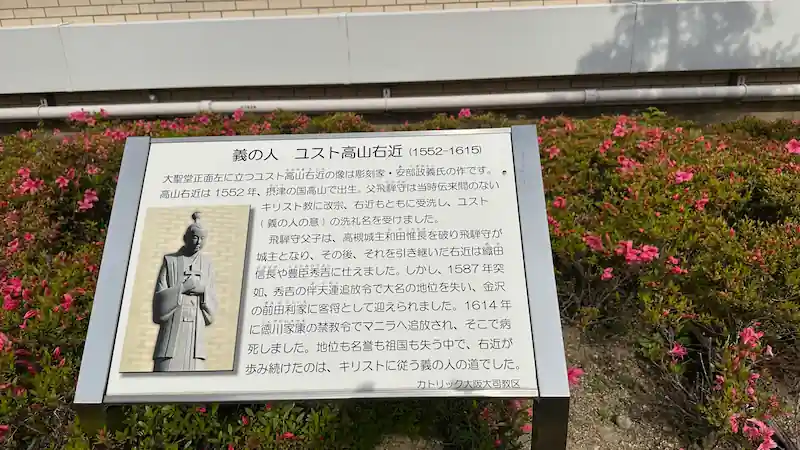 義の人 ユスト高山右近 (1552-1615)
大聖堂正面左に立つユスト高山右近の像は彫刻家・安部政義氏の作です。
高山右近は1552年、摂津の国高山で出生。父飛騨守は当時伝来間のない
キリスト教に改宗、右近もともに受洗し、ユスト
(義の人の意)の洗礼名を受けました。
飛騨守父子は、高槻城主和田惟長を破り飛騨守が
城主となり、その後、それを引き継いだ右近は織田
信長や豊臣秀吉に仕えました。しかし、1587年突
如、秀吉の伴天連追放令で大名の地位を失い、金沢
の前田利家に客将として迎えられました。1614年
に徳川家康の禁教令でマニラへ追放され、そこで病
死しました。地位も名誉も祖国も失う中で、右近が
歩み続けたのは、キリストに従う義の人の道でした。
カトリック大阪大司教区